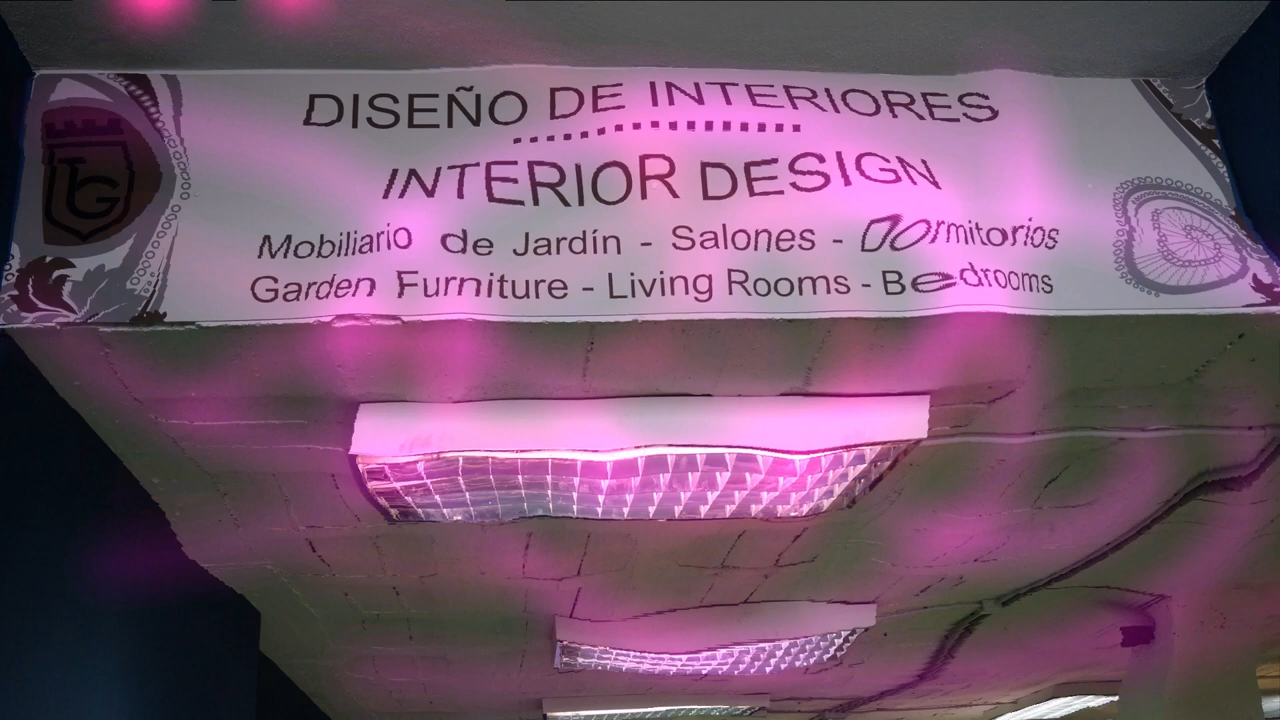 DISEÑO DE INTERIORES
INTERIOR DESIGN
Mobiliario de Jardín - Salones - Dormitorios
Garden Furniture - Living Rooms - Bedrooms